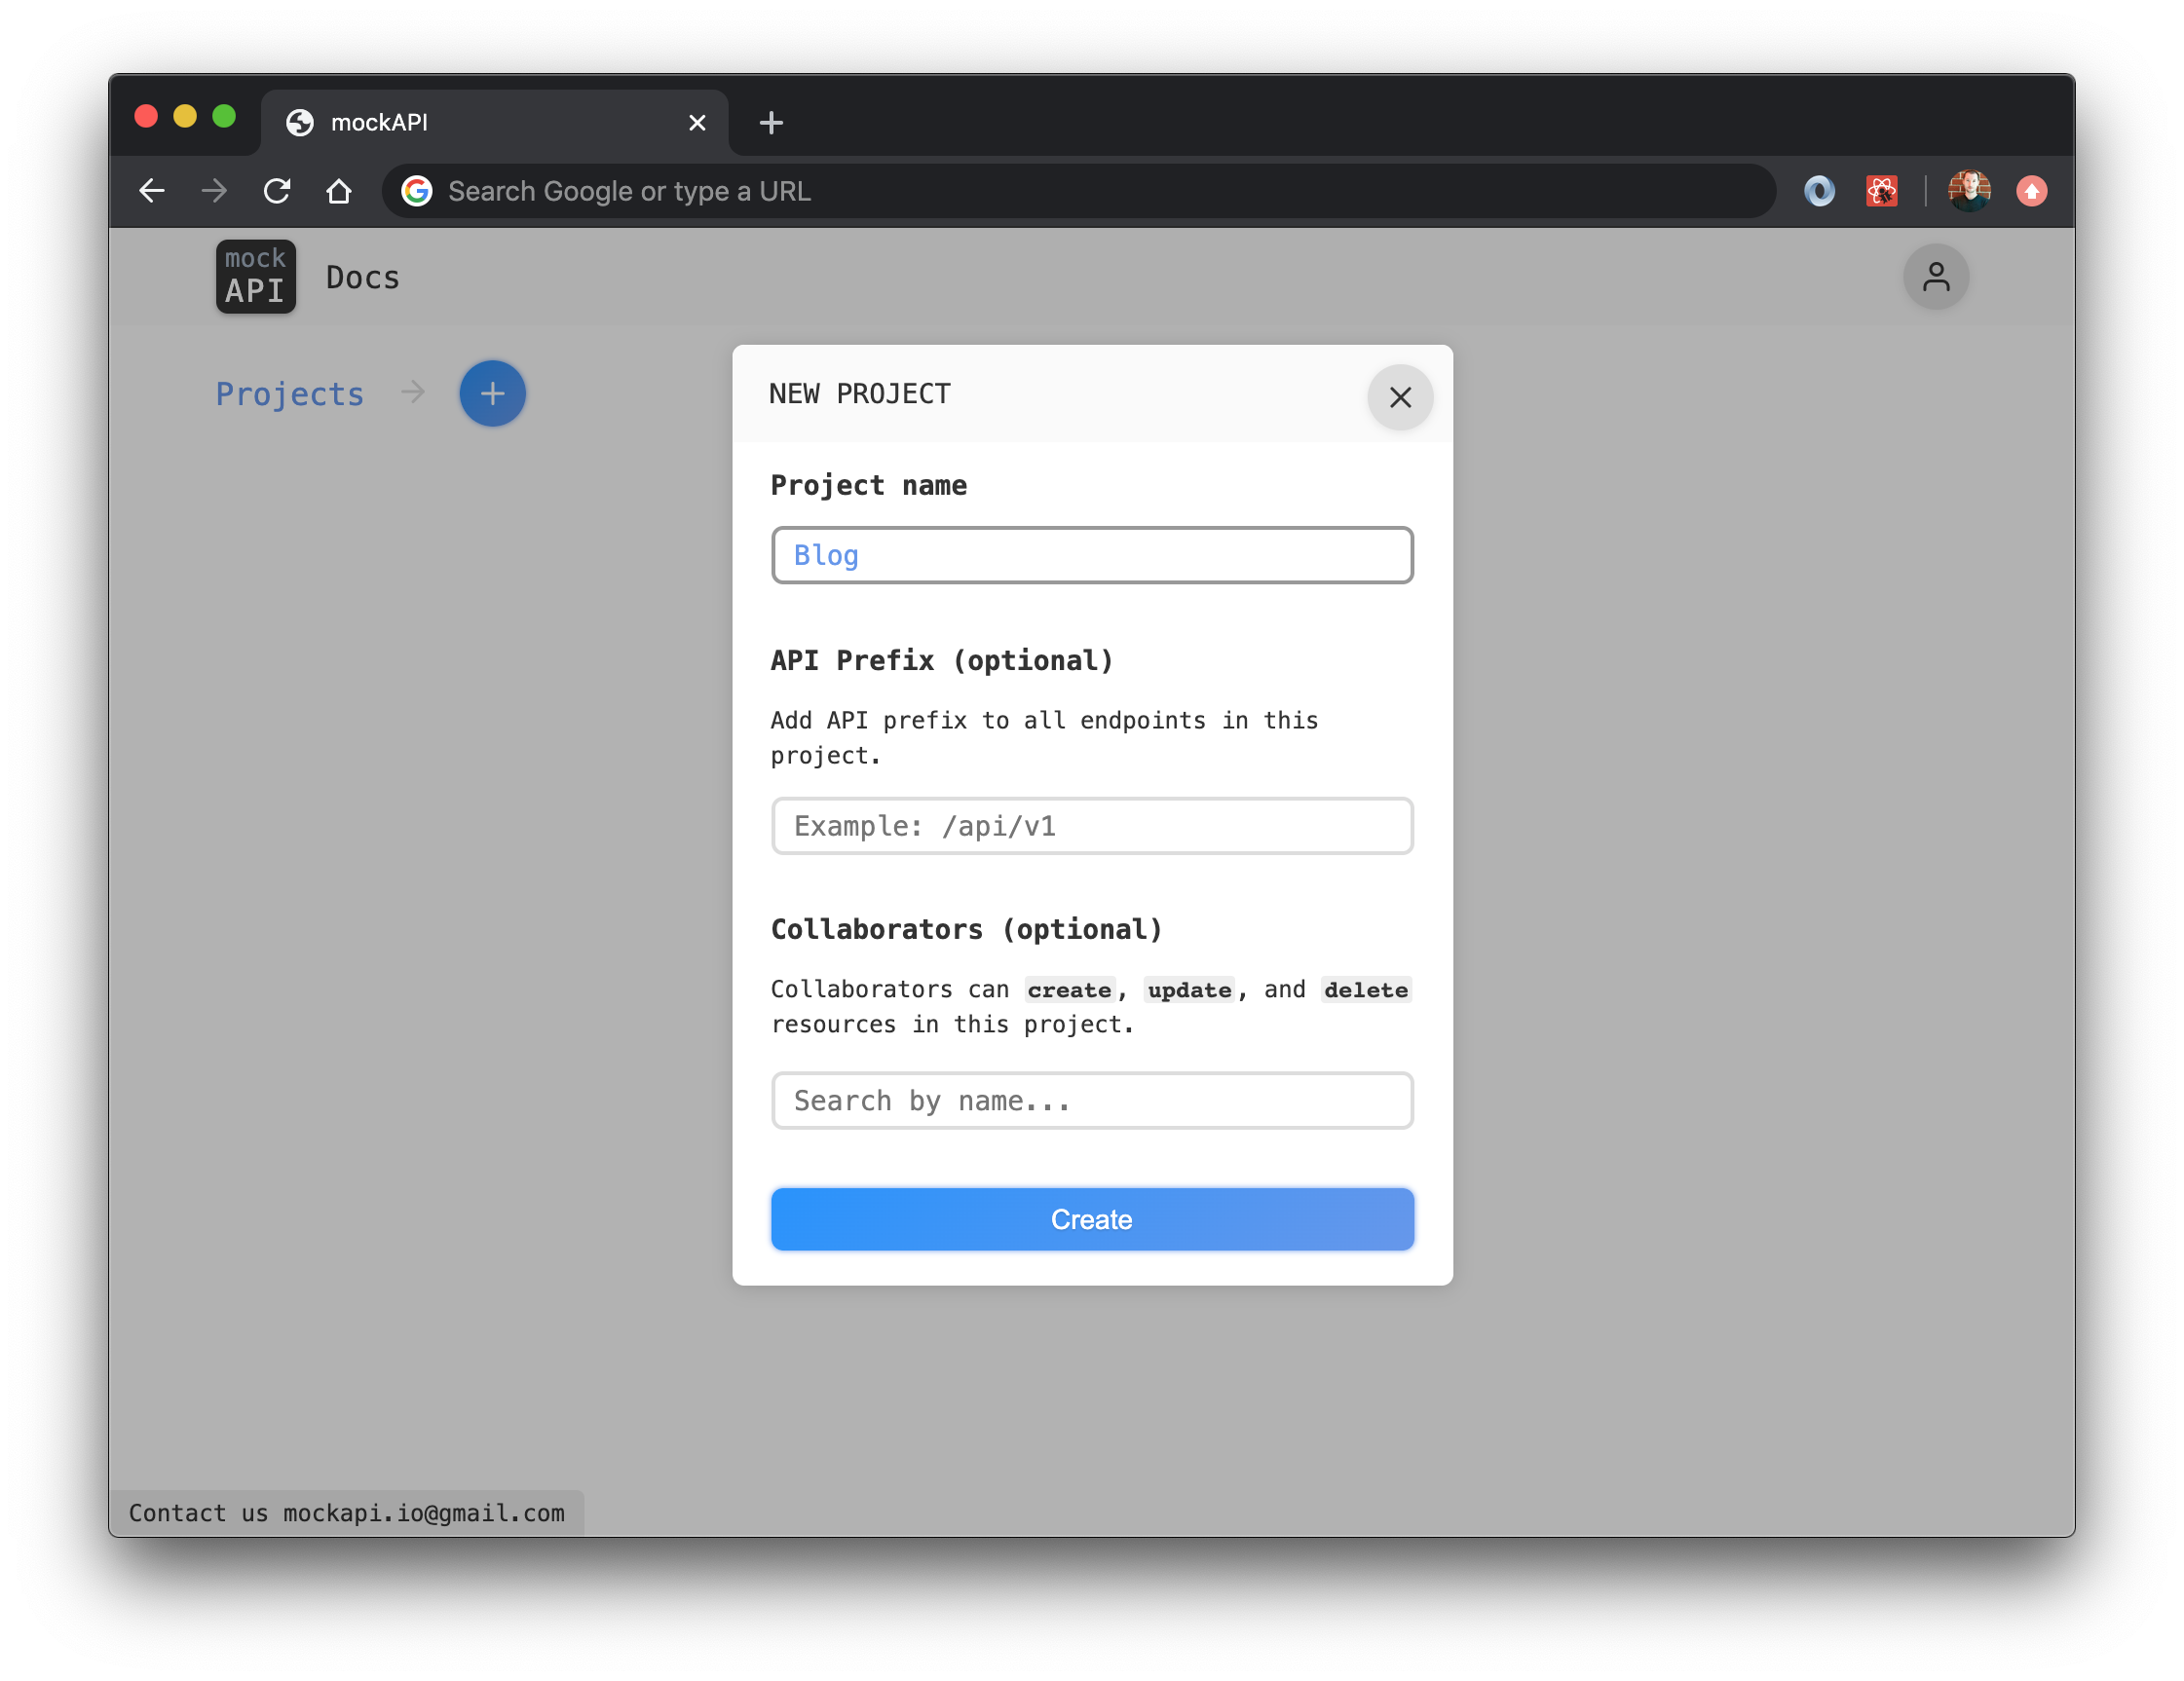 mockAPI
Search Google or type a URL
mock
API
Docs
Projects
NEW PROJECT
Project name
Blog
API Prefix (optional)
Add API prefix to all endpoints in this
project.
Example: /api/v1
Collaborators (optional)
Collaborators can create, update, and delete
resources in this project.
Search by name...
Create
Contact us mockapi.io@gmail.com